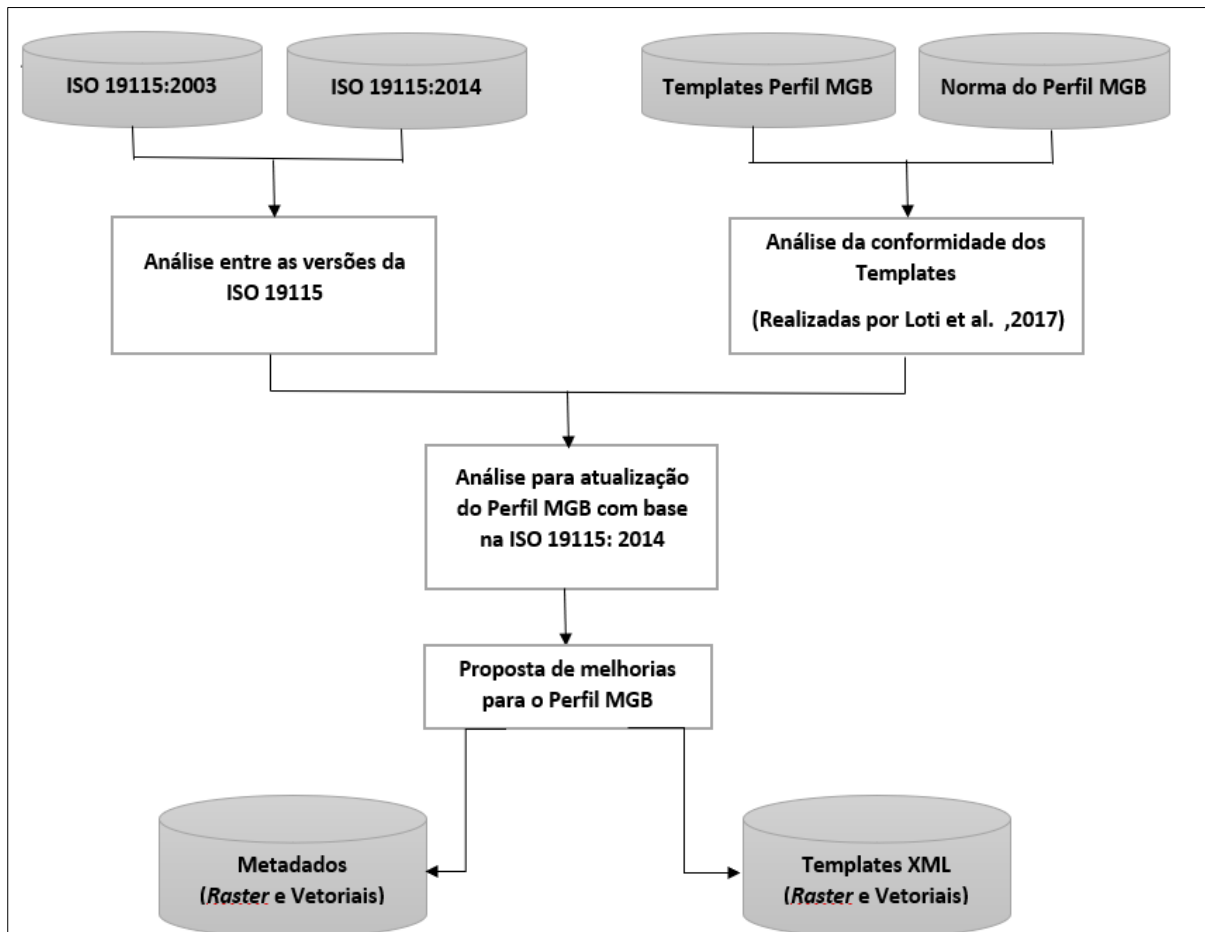 ISO 19115:2003
ISO 19115:2014
Templates Perfil MGB
Norma do Perfil MGB
Análise entre as versões da
ISO 19115
Análise da conformidade dos
Templates
(Realizadas por Loti et al. ,2017)
Análise para atualização
do Perfil MGB com base
na ISO 19115: 2014
Proposta de melhorias
para o Perfil MGB
Metadados
(Raster e Vetoriais)
Templates XML
(Raster e Vetoriais)